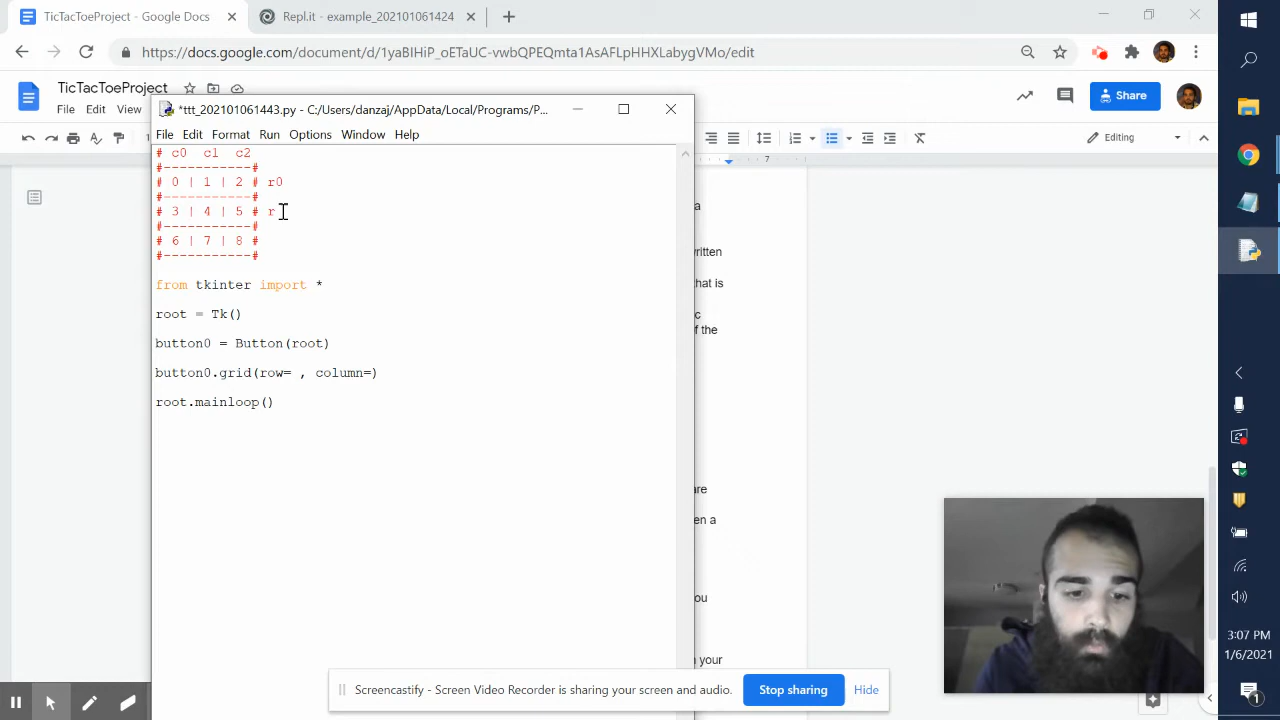 TicTacToeProject - Google Docs
repl.it - example_2021010614
https://docs.google.com/document/d/
edit
TicTacToeProject
File Edit View
Share
Editing
7
*ttt_202101061443.py - C:/Users/dalzaj/AppData/Local/Programs/P...
File Edit Format Run Options Window Help
# c0 c1 c2
#-----------#
# 0 | 1 | 2 # r0
#-----------#
# 3 | 4 | 5 # r
#-----------#
# 6 | 7 | 8 #
#-----------#
from tkinter import *
root = Tk()
button0 = Button(root)
button0.grid(row= , column=)
root.mainloop()
a
ritten
hat is
c
f the
are
en a
ou
n your
Screencastify - Screen Video Recorder is sharing your screen and audio.
Stop sharing
Hide
3:07 PM
1/6/2021
1